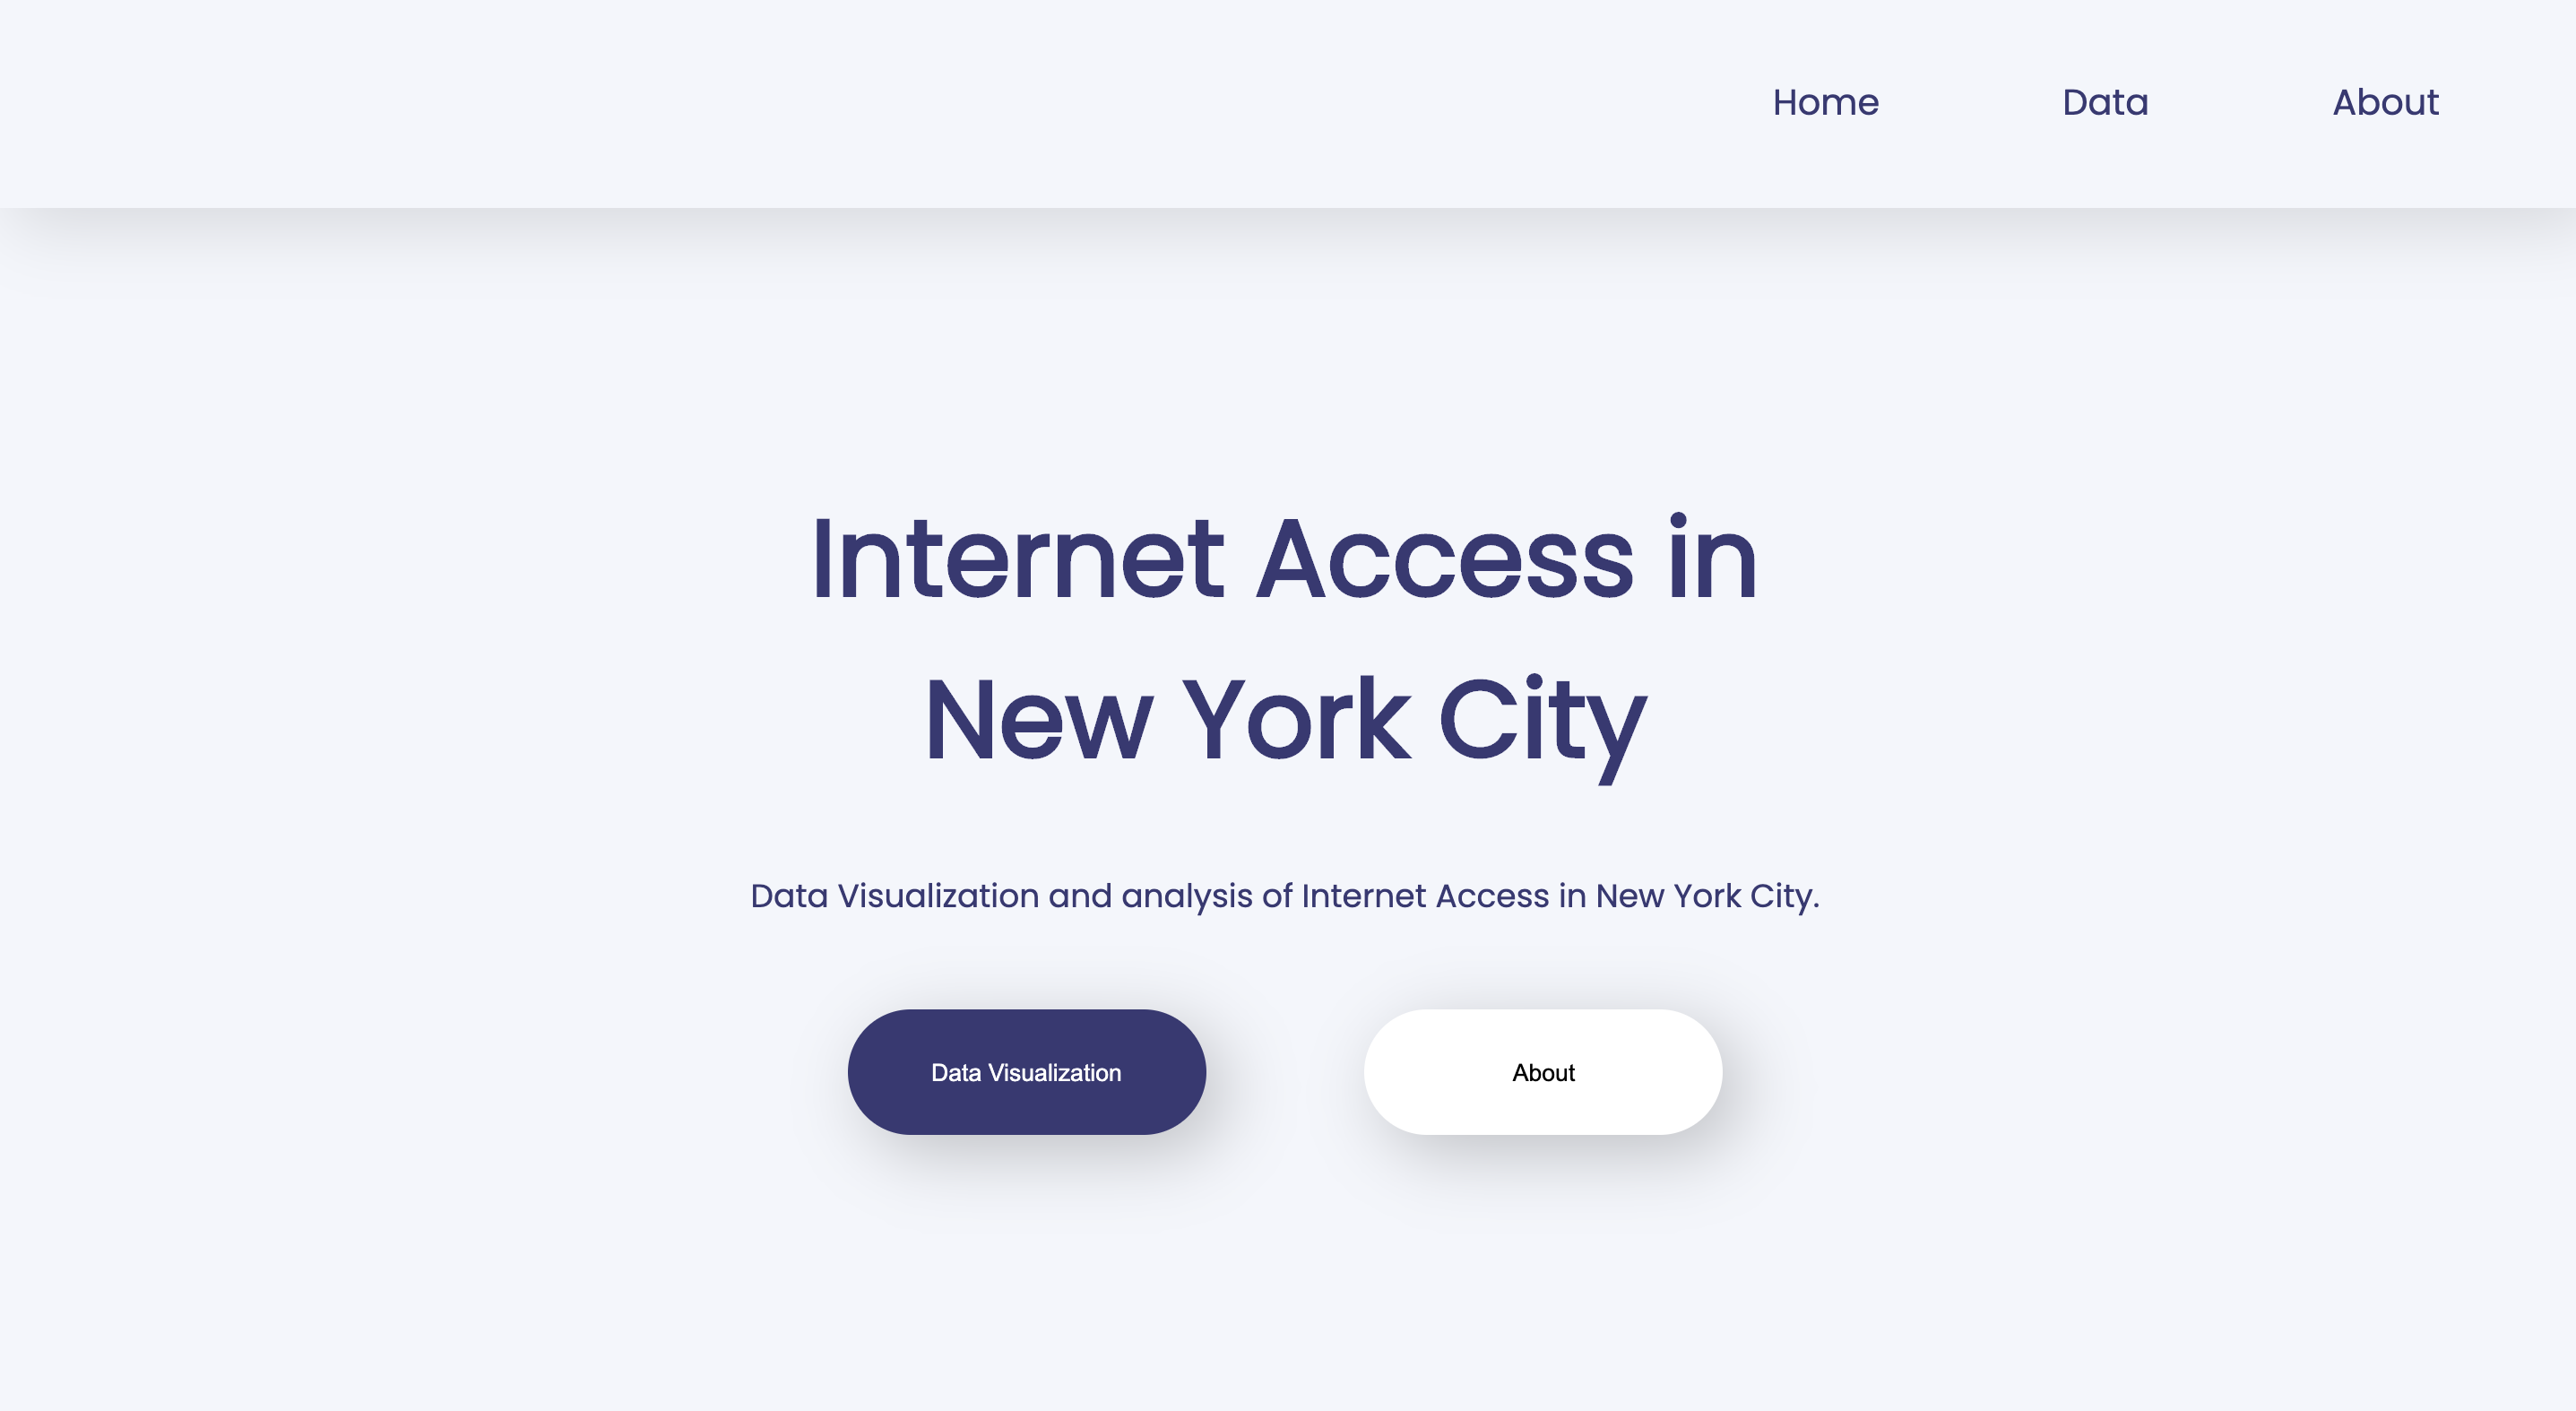 Home Data About
Internet Access in
New York City
Data Visualization and analysis of Internet Access in New York City.
Data Visualization About